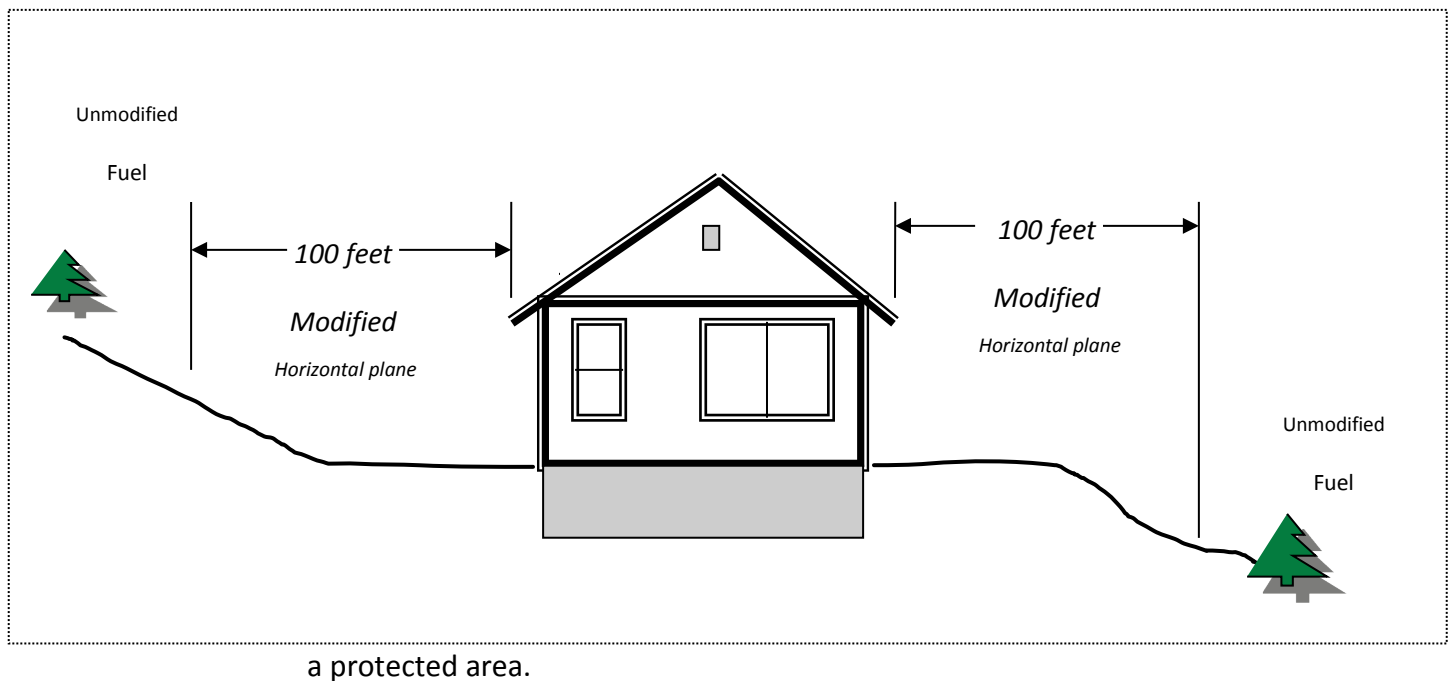 Unmodified
Fuel
100 feet
Modified
Horizontal plane
100 feet
Modified
Horizontal plane
Unmodified
Fuel
a protected area.